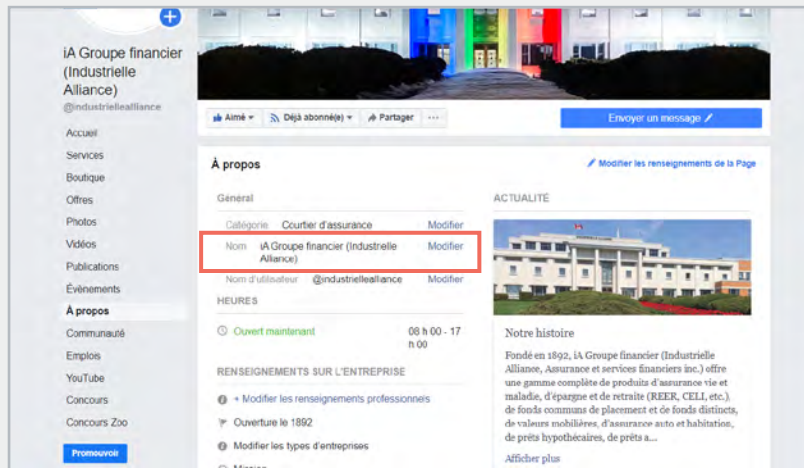 iA Groupe financier
(Industrielle
Alliance)
@industriellealliance
Accueil
Services
Boutique
Offres
Photos
Vidéos
Publications
Évènements
À propos
Communauté
Emplois
YouTube
Concours
Concours Zoo
Promouvoir
Aimé
Déjà abonné(e)
Partager
Envoyer un message
À propos
Modifier les renseignements de la Page
Général
Catégorie Courtier d'assurance Modifier
Nom iA Groupe financier (Industrielle Modifier
Alliance)
Nom d'utilisateur @industriellealliance Modifier
HEURES
Ouvert maintenant 08 h 00 - 17
h 00
RENSEIGNEMENTS SUR L'ENTREPRISE
+ Modifier les renseignements professionnels
Ouverture le 1892
Modifier les types d'entreprises
Mission
ACTUALITÉ
Notre histoire
Fondé en 1892, iA Groupe financier (Industrielle
Alliance, Assurance et services financiers inc.) offre
une gamme complète de produits d'assurance vie et
maladie, d'épargne et de retraite (REER, CELI, etc.),
de fonds communs de placement et de fonds distincts,
de valeurs mobilières, d'assurance auto et habitation,
de prêts hypothécaires, de prêts a...
Afficher plus